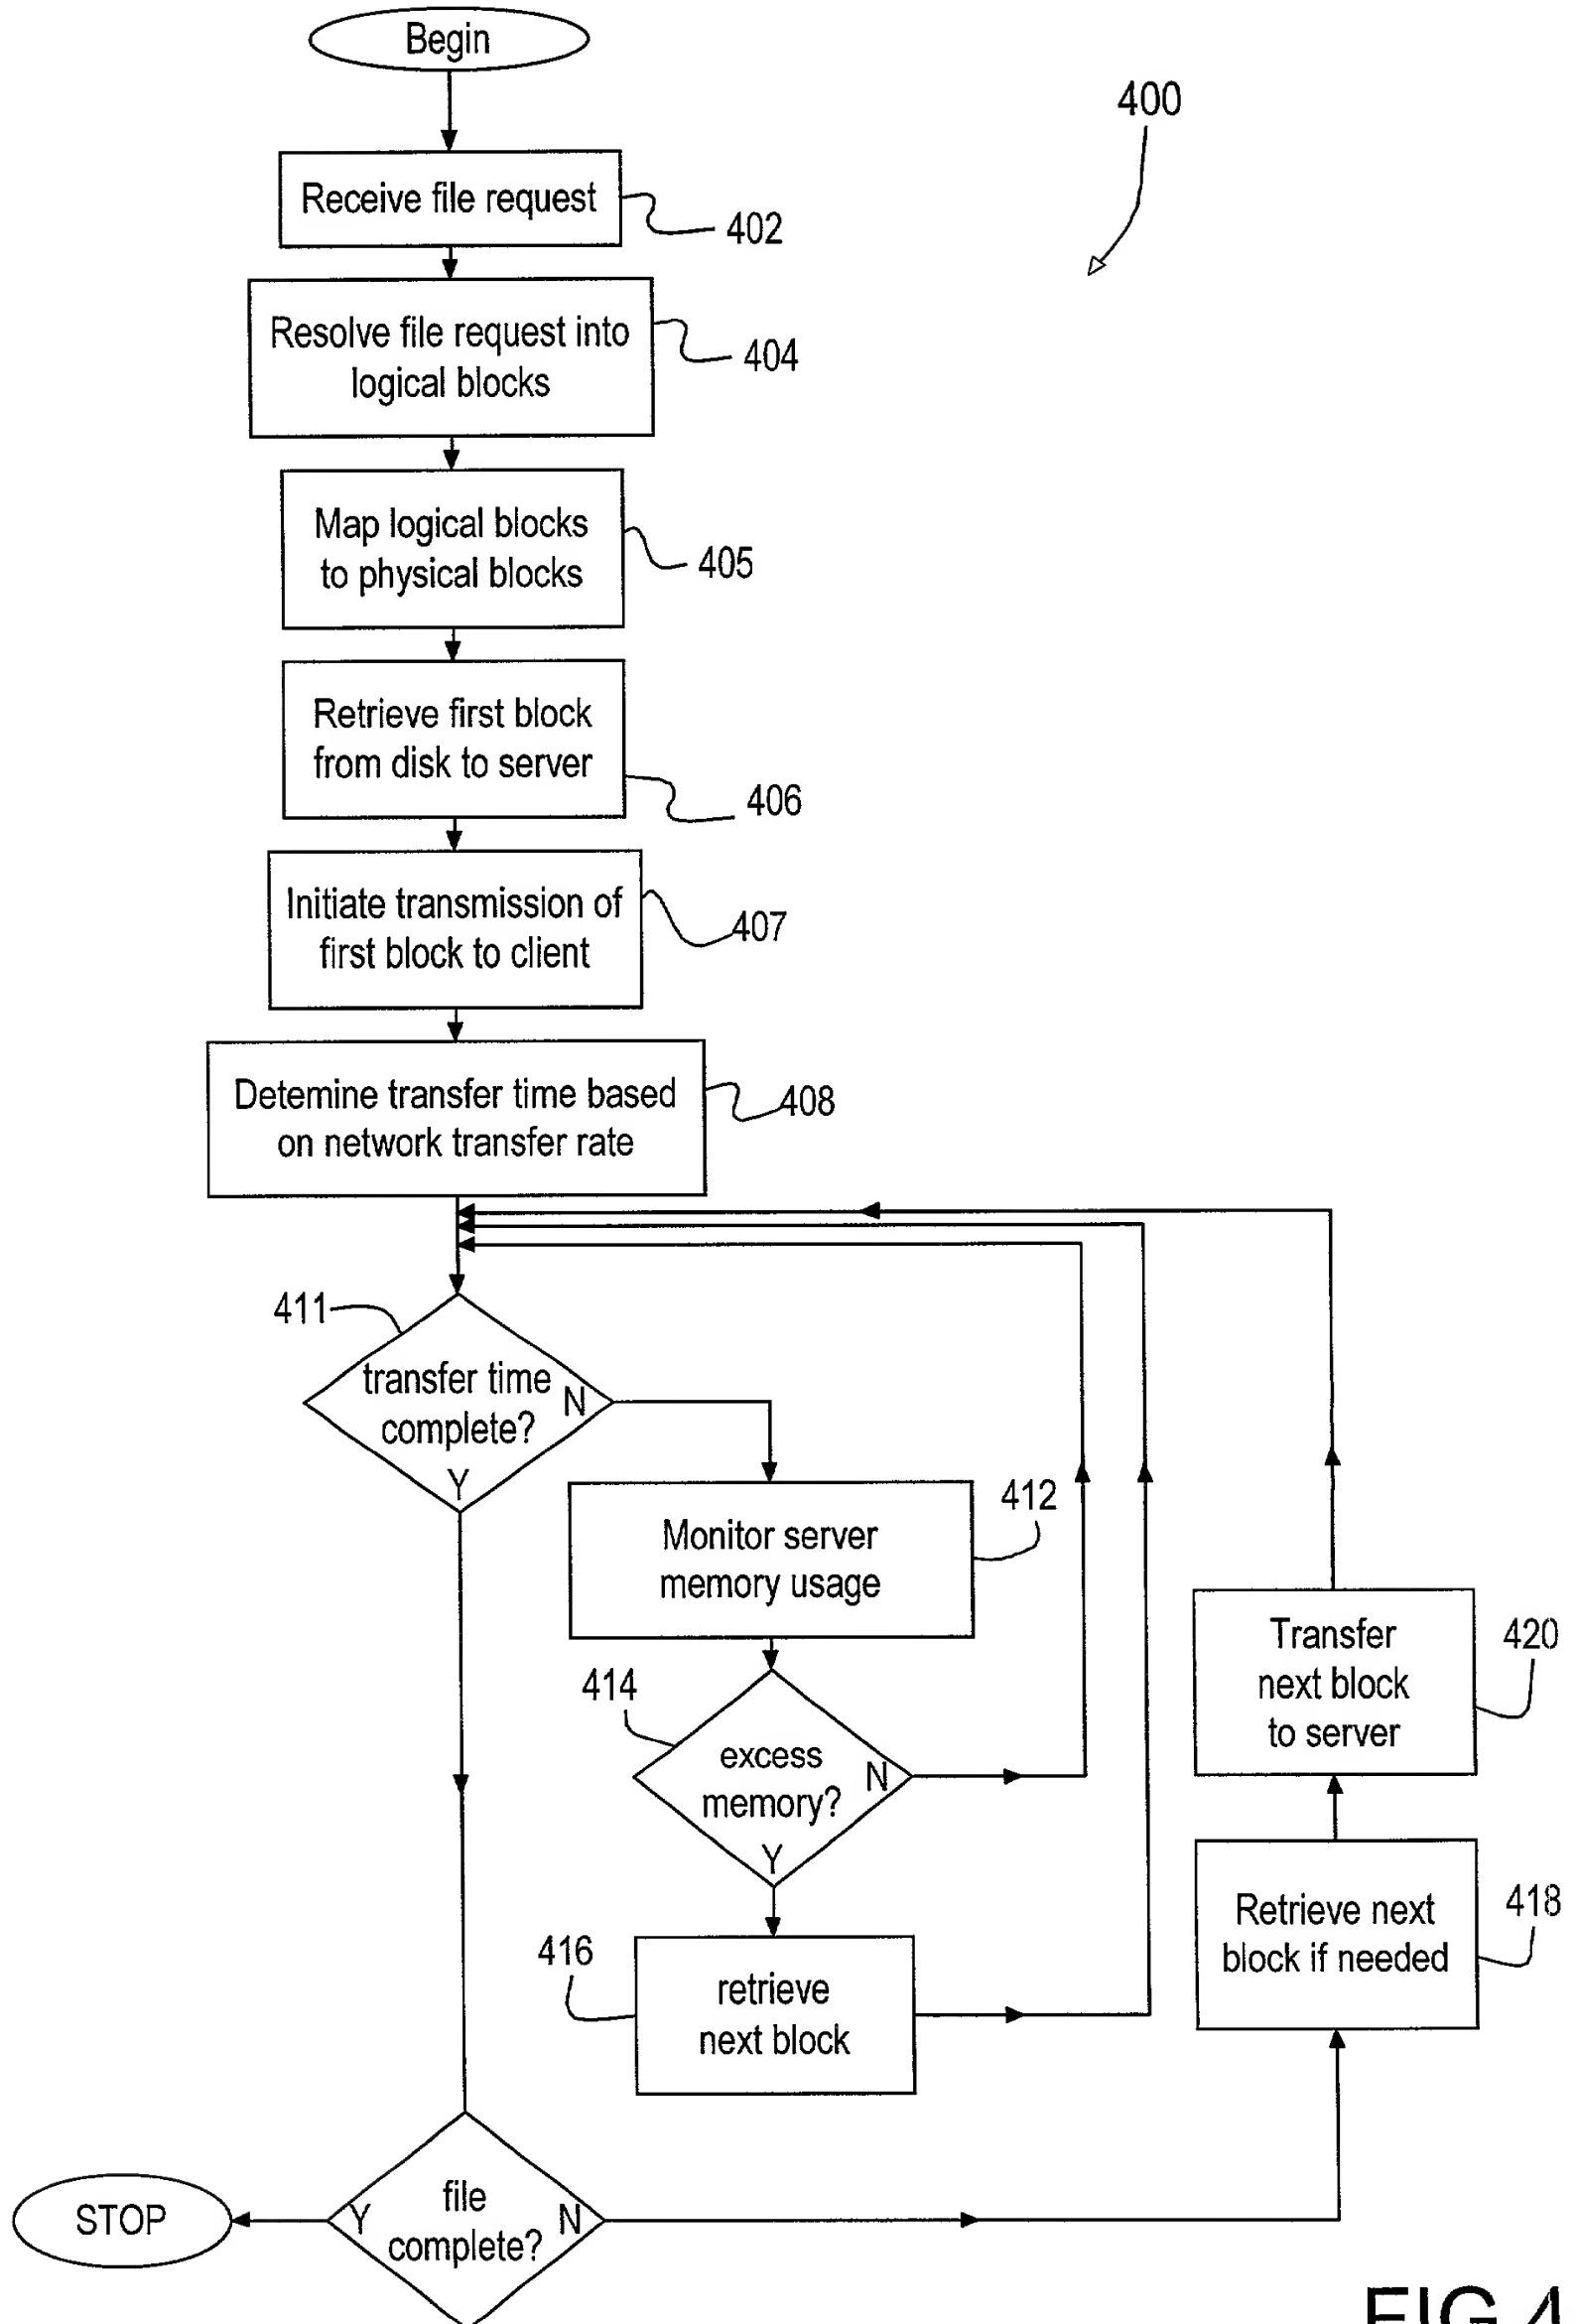 Begin
400
Receive file request
402
Resolve file request into
logical blocks
404
Map logical blocks
to physical blocks
405
Retrieve first block
from disk to server
406
Initiate transmission of
first block to client
407
Detemine transfer time based
on network transfer rate
408
411
transfer time
complete?
N
Y
Monitor server
memory usage
412
414
excess
memory?
N
Y
416
retrieve
next block
Transfer
next block
to server
420
Retrieve next
block if needed
418
file
complete?
Y
N
STOP
FIG 4